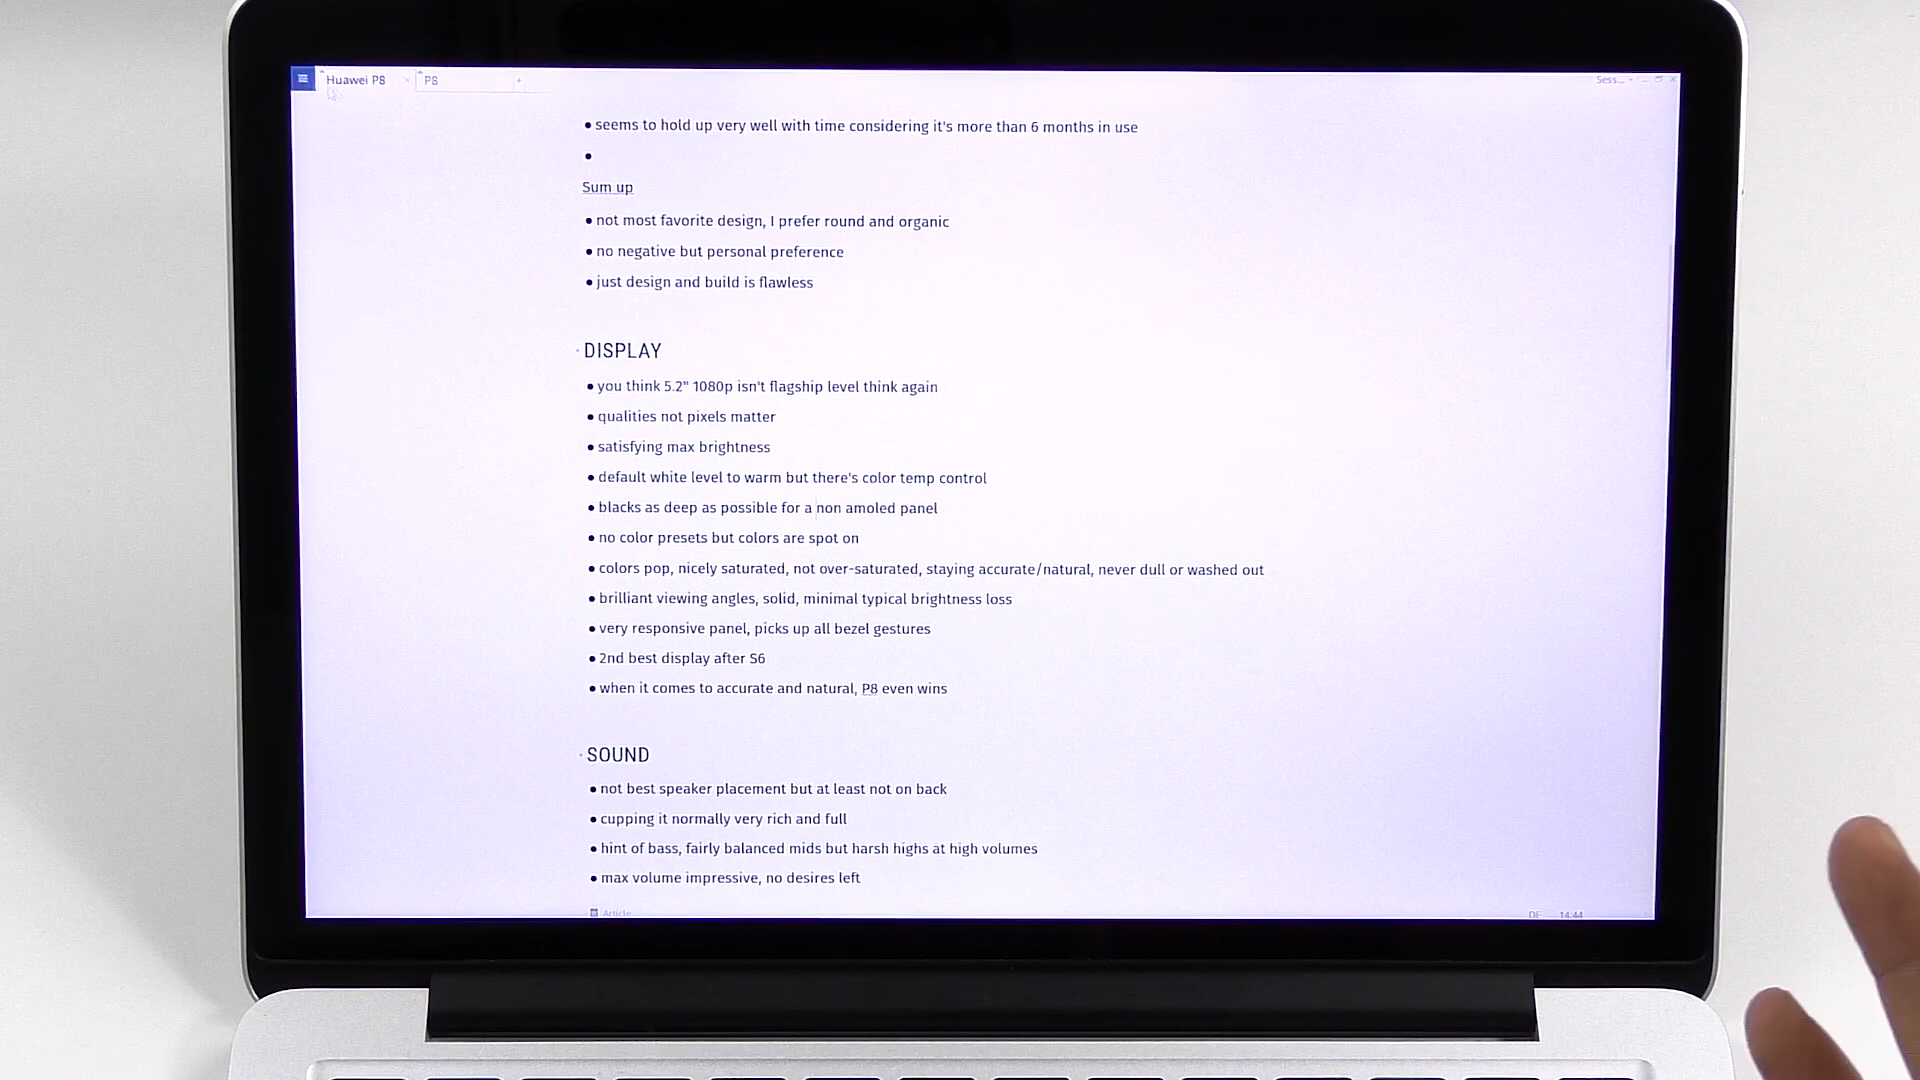 Huawei P8
P8
Sess...
• seems to hold up very well with time considering it's more than 6 months in use
•
Sum up
• not most favorite design, I prefer round and organic
• no negative but personal preference
• just design and build is flawless
DISPLAY
• you think 5.2" 1080p isn't flagship level think again
• qualities not pixels matter
• satisfying max brightness
• default white level to warm but there's color temp control
• blacks as deep as possible for a non amoled panel
• no color presets but colors are spot on
• colors pop, nicely saturated, not over-saturated, staying accurate/natural, never dull or washed out
• brilliant viewing angles, solid, minimal typical brightness loss
• very responsive panel, picks up all bezel gestures
• 2nd best display after S6
• when it comes to accurate and natural, P8 even wins
SOUND
• not best speaker placement but at least not on back
• cupping it normally very rich and full
• hint of bass, fairly balanced mids but harsh highs at high volumes
• max volume impressive, no desires left
Article
DE 14:44